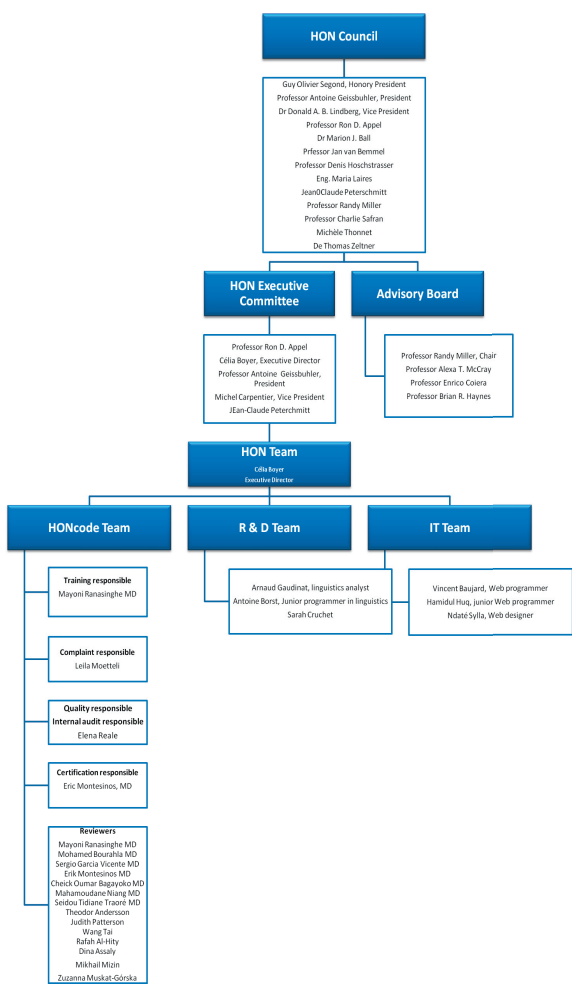 HON Council
Guy Olivier Segond, Honory President
Professor Antoine Geissbuhler, President
Dr Donald A. B. Lindberg, Vice President
Professor Ron D. Appel
Dr Marion J. Ball
Prfessor Jan van Bemmel
Professor Denis Hoschstrasser
Eng. Maria Laires
Jean0Claude Peterschmitt
Professor Randy Miller
Professor Charlie Safran
Michèle Thonnet
De Thomas Zeltner
HON Executive
Committee
Advisory Board
Professor Ron D. Appel
Célia Boyer, Executive Director
Professor Antoine Geissbuhler,
President
Michel Carpentier, Vice President
JEan-Claude Peterchmitt
Professor Randy Miller, Chair
Professor Alexa T. McCray
Professor Enrico Coiera
Professor Brian R. Haynes
HON Team
Célia Boyer
Executive Director
HONcode Team
R & D Team
IT Team
Training responsible
Mayoni Ranasinghe MD
Complaint responsible
Leila Moetteli
Quality responsible
Internal audit responsible
Elena Reale
Certification responsible
Eric Montesinos, MD
Reviewers
Mayoni Ranasinghe MD
Mohamed Bourahla MD
Sergio Garcia Vicente MD
Erik Montesinos MD
Cheick Oumar Bagayoko MD
Mahamoudane Niang MD
Seidou Tidiane Traoré MD
Theodor Andersson
Judith Patterson
Wang Tai
Rafah Al-Hity
Dina Assaly
Mikhail Mizin
Zuzanna Muskat-Górska
Arnaud Gaudinat, linguistics analyst
Antoine Borst, Junior programmer in linguistics
Sarah Cruchet
Vincent Baujard, Web programmer
Hamidul Huq, junior Web programmer
Ndaté Sylla, Web designer